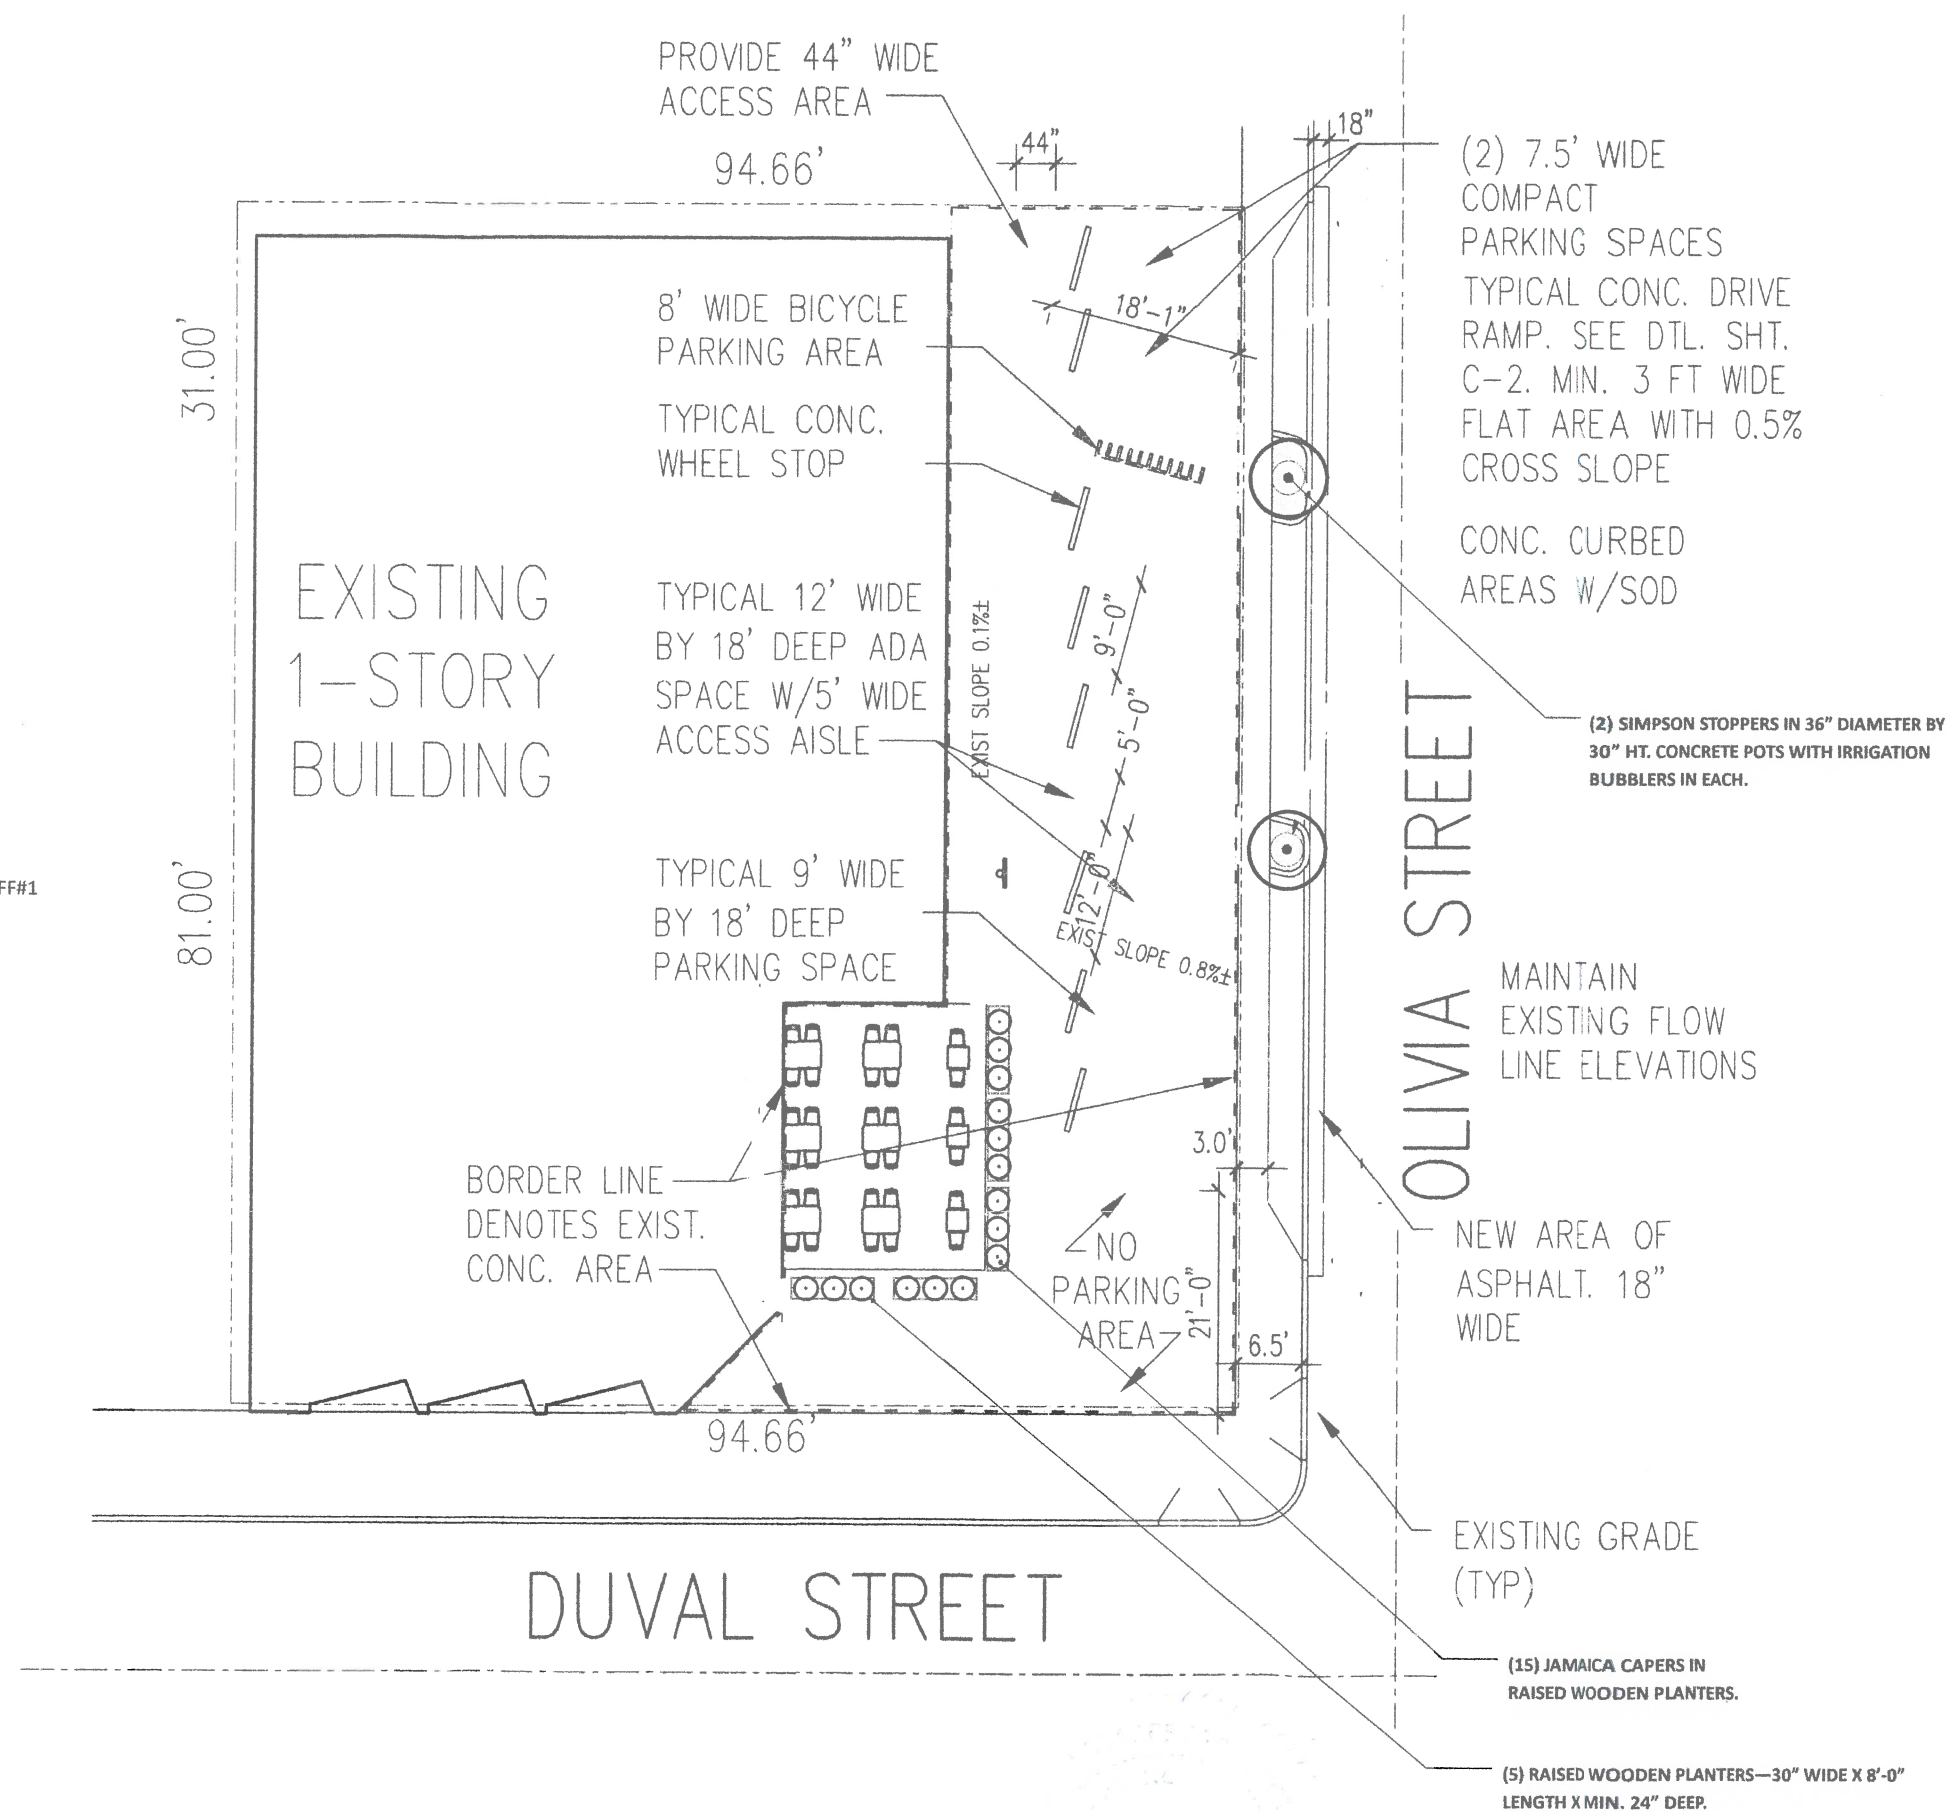 PROVIDE 44" WIDE
ACCESS AREA
94.66'
44"
18"
(2) 7.5' WIDE
COMPACT
PARKING SPACES
TYPICAL CONC. DRIVE
RAMP. SEE DTL. SHT.
C-2. MIN. 3 FT WIDE
FLAT AREA WITH 0.5%
CROSS SLOPE
CONC. CURBED
AREAS W/SOD
31.00'
8' WIDE BICYCLE
PARKING AREA
18'-1"
TYPICAL CONC.
WHEEL STOP
EXISTING
1-STORY
BUILDING
TYPICAL 12' WIDE
BY 18' DEEP ADA
SPACE W/5' WIDE
ACCESS AISLE
EXIST SLOPE 0.1%±
9'-0"
5'-0"
12'-0"
EXIST SLOPE 0.8%±
(2) SIMPSON STOPPERS IN 36" DIAMETER BY
30" HT. CONCRETE POTS WITH IRRIGATION
BUBBLERS IN EACH.
OLIVIA STREET
FF#1
81.00'
TYPICAL 9' WIDE
BY 18' DEEP
PARKING SPACE
MAINTAIN
EXISTING FLOW
LINE ELEVATIONS
3.0'
BORDER LINE
DENOTES EXIST.
CONC. AREA
NO
PARKING
AREA
21'-0"
6.5'
NEW AREA OF
ASPHALT. 18"
WIDE
94.66'
EXISTING GRADE
(TYP)
DUVAL STREET
(15) JAMAICA CAPERS IN
RAISED WOODEN PLANTERS.
(5) RAISED WOODEN PLANTERS—30" WIDE X 8'-0"
LENGTH X MIN. 24" DEEP.